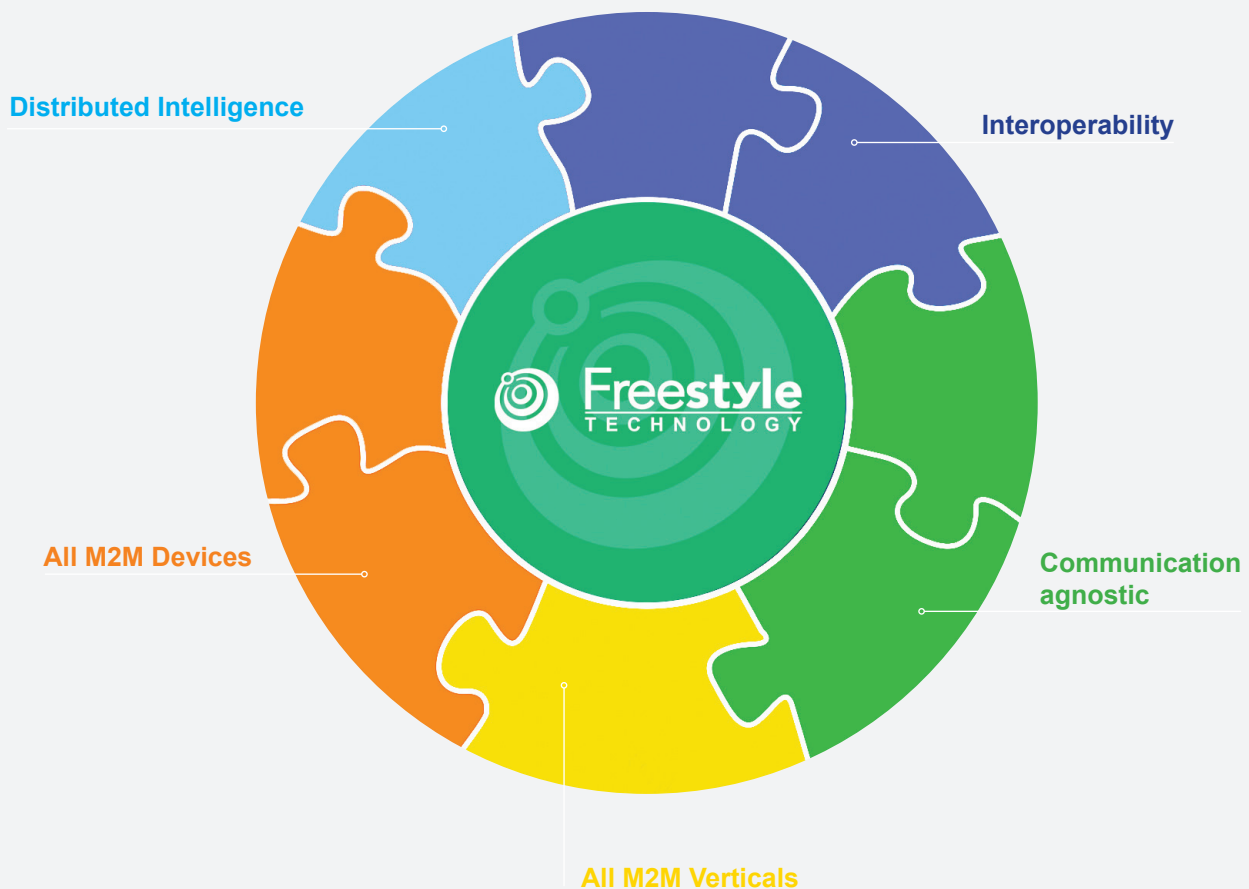 Distributed Intelligence
Interoperability
Freestyle
TECHNOLOGY
All M2M Devices
Communication
agnostic
All M2M Verticals